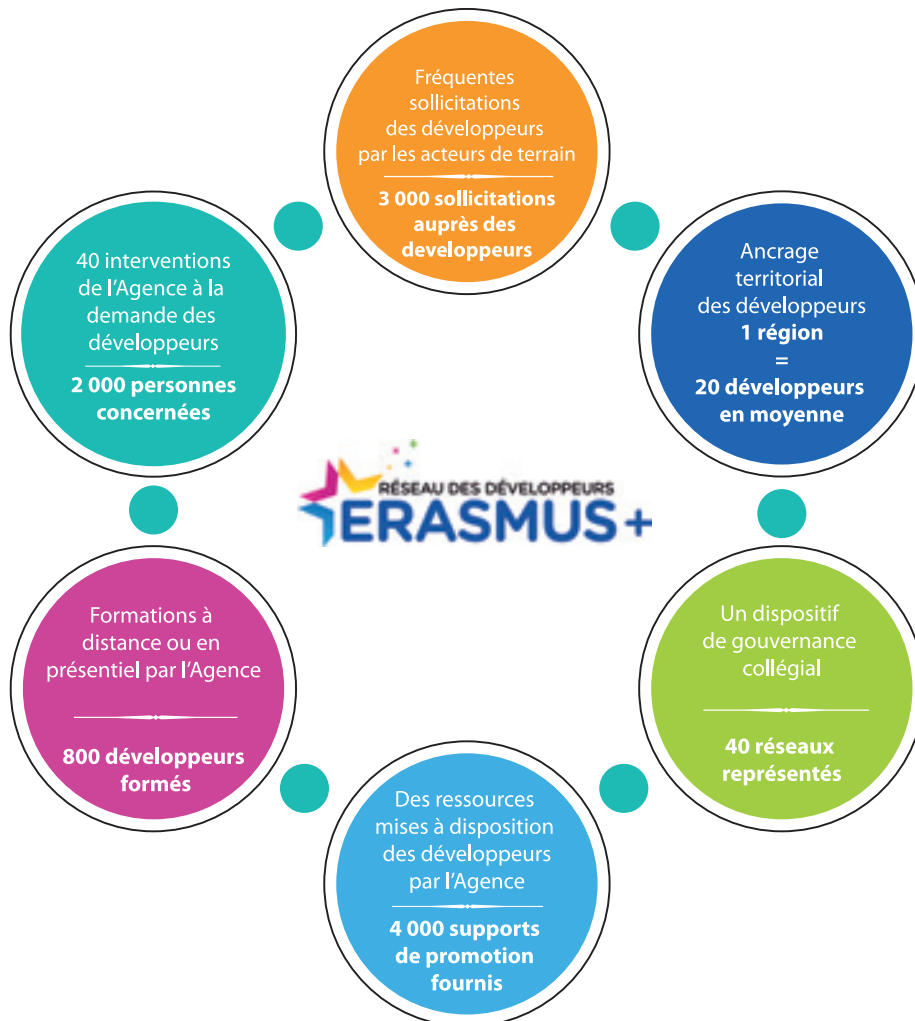 Fréquentes
sollicitations
des développeurs
par les acteurs de terrain
3 000 sollicitations
auprès des
developpeurs
40 interventions
de l'Agence à la
demande des
développeurs
2 000 personnes
concernées
Ancrage
territorial
des développeurs
1 région
=
20 développeurs
en moyenne
RÉSEAU DES DÉVELOPPEURS
ERASMUS +
Formations à
distance ou en
présentiel par l'Agence
800 développeurs
formés
Un dispositif
de gouvernance
collégial
40 réseaux
représentés
Des ressources
mises à disposition
des développeurs
par l'Agence
4 000 supports
de promotion
fournis